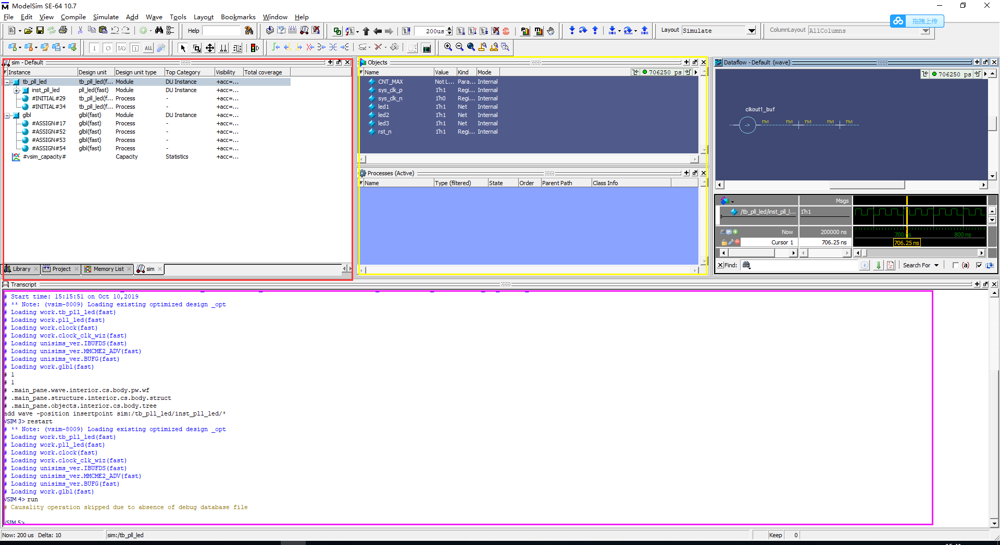 ModelSim SE-64 10.7
File Edit View Compile Simulate Add Wave Tools Layout Bookmarks Window Help
拖拽上传
Help 200us Layout Simulate ColumnLayout AllColumns
sim - Default
Instance Design unit Design unit type Top Category Visibility Total coverage
tb_pll_led tb_pll_led(f... Module DU Instance +acc=...
inst_pll_led pll_led(fast) Module DU Instance +acc=...
#INITIAL#29 tb_pll_led(f... Process - +acc=...
#INITIAL#34 tb_pll_led(f... Process - +acc=...
glbl glbl(fast) Module DU Instance +acc=...
#ASSIGN#17 glbl(fast) Process - +acc=...
#ASSIGN#52 glbl(fast) Process - +acc=...
#ASSIGN#53 glbl(fast) Process - +acc=...
#ASSIGN#54 glbl(fast) Process - +acc=...
#vsim_capacity# Capacity Statistics +acc=...
Library Project Memory List sim
Objects
Name Value Kind Mode 706250 ps
CNT_MAX Not L... Para... Internal
sys_clk_p 1'h1 Regi... Internal
sys_clk_n 1'h0 Regi... Internal
led1 1'h1 Net Internal
led2 1'h1 Net Internal
led3 1'h1 Net Internal
rst_n 1'h1 Regi... Internal
Processes (Active)
Name Type (filtered) State Order Parent Path Class Info
Dataflow - Default (wave)
706250 ps
clkout1_buf
-> 1'h1 1'h1 1'h1 1'h1 1'h1
Msgs
/tb_pll_led/inst_pll_l... 1'h1
Now 200000 ns 800 ns
Cursor 1 706.25 ns 706.25 ns
Find: Search For {a}
Transcript
# Start time: 15:15:51 on Oct 10,2019
# ** Note: (vsim-8009) Loading existing optimized design _opt
# Loading work.tb_pll_led(fast)
# Loading work.pll_led(fast)
# Loading work.clock(fast)
# Loading work.clock_clk_wiz(fast)
# Loading unisims_ver.IBUFDS(fast)
# Loading unisims_ver.MMCME2_ADV(fast)
# Loading unisims_ver.BUFG(fast)
# Loading work.glbl(fast)
# 1
# 1
# .main_pane.wave.interior.cs.body.pw.wf
# .main_pane.structure.interior.cs.body.struct
# .main_pane.objects.interior.cs.body.tree
add wave -position insertpoint sim:/tb_pll_led/inst_pll_led/*
VSIM 3> restart
# ** Note: (vsim-8009) Loading existing optimized design _opt
# Loading work.tb_pll_led(fast)
# Loading work.pll_led(fast)
# Loading work.clock(fast)
# Loading work.clock_clk_wiz(fast)
# Loading unisims_ver.IBUFDS(fast)
# Loading unisims_ver.MMCME2_ADV(fast)
# Loading unisims_ver.BUFG(fast)
# Loading work.glbl(fast)
VSIM 4> run
# Causality operation skipped due to absence of debug database file
VSIM 5>
Now: 200 us Delta: 10 sim:/tb_pll_led Keep 0